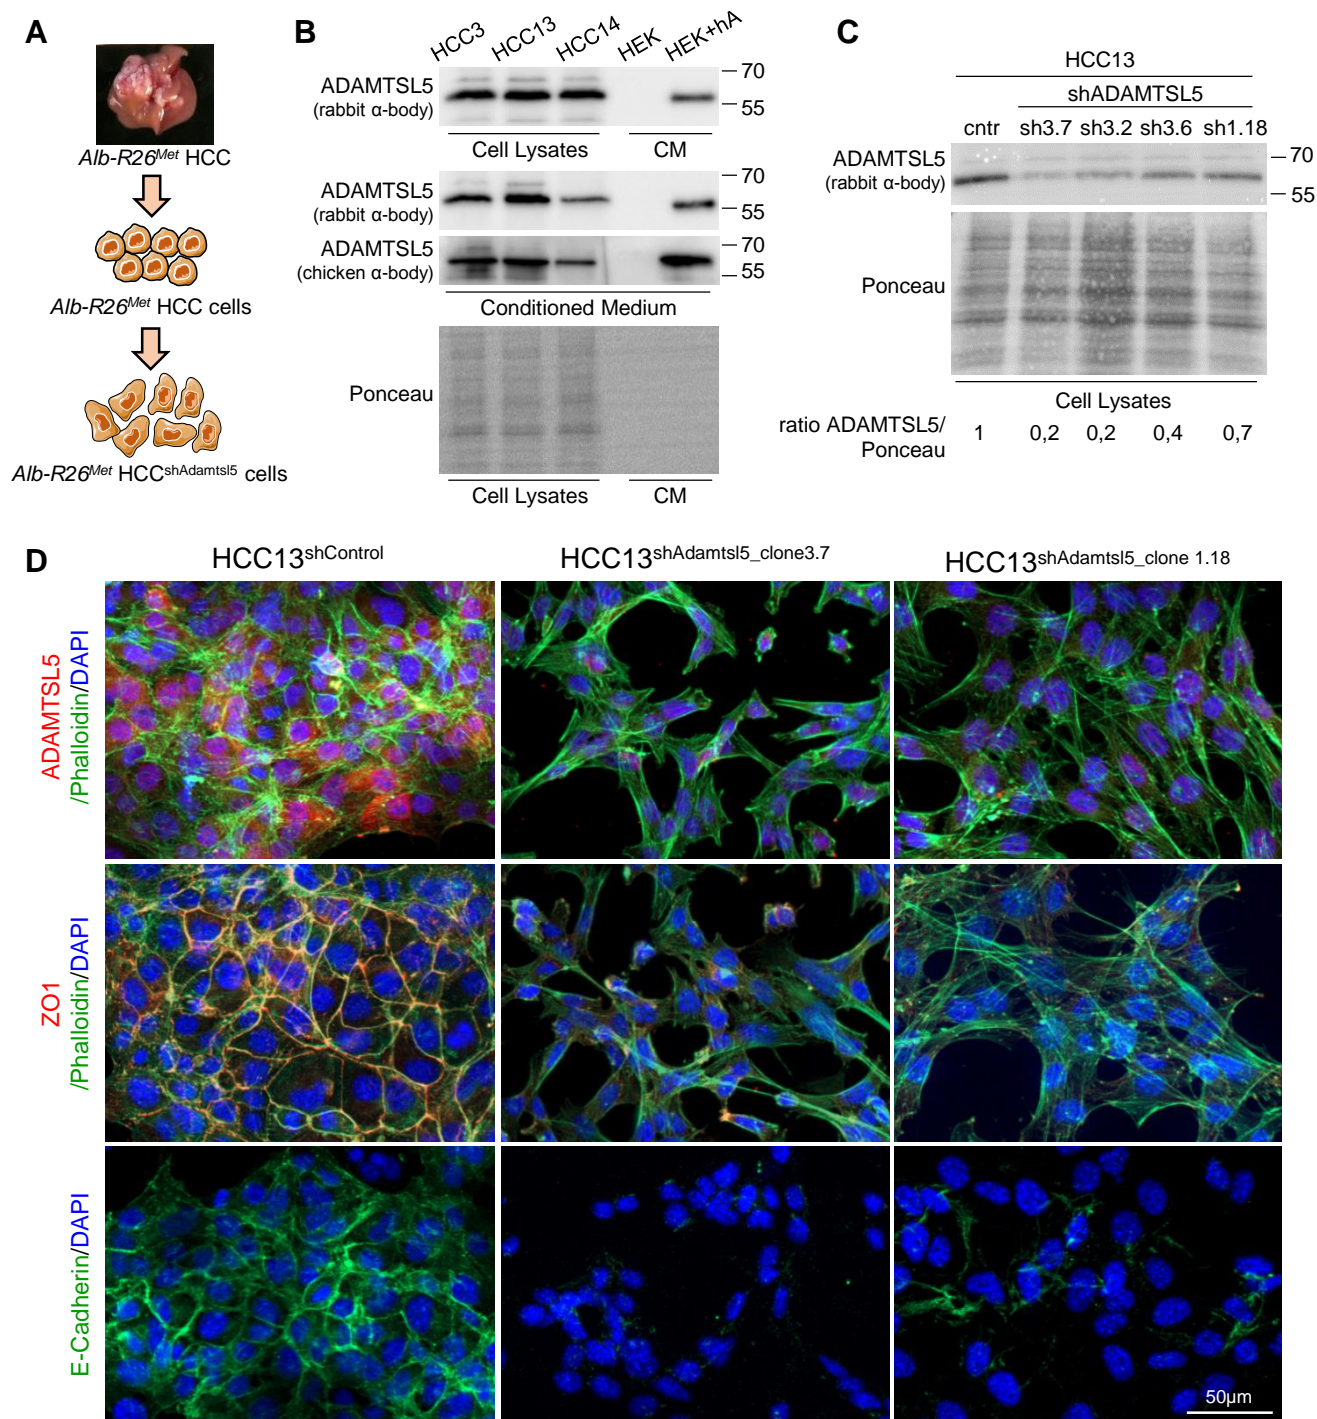 A
Alb-R26Met HCC
Alb-R26Met HCC cells
Alb-R26Met HCCshAdamtsl5 cells
B
HCC3 HCC13 HCC14 HEK HEK+hA
ADAMTSL5
(rabbit α-body)
70
55
Cell Lysates CM
ADAMTSL5
(rabbit α-body)
70
55
ADAMTSL5
(chicken α-body)
70
55
Conditioned Medium
Ponceau
Cell Lysates CM
C
HCC13
shADAMTSL5
cntr sh3.7 sh3.2 sh3.6 sh1.18
ADAMTSL5
(rabbit α-body)
70
55
Ponceau
Cell Lysates
ratio ADAMTSL5/
Ponceau
1 0,2 0,2 0,4 0,7
D
HCC13shControl HCC13shAdamtsl5_clone3.7 HCC13shAdamtsl5_clone 1.18
ADAMTSL5
/Phalloidin/DAPI
ZO1
/Phalloidin/DAPI
E-Cadherin/DAPI
50µm